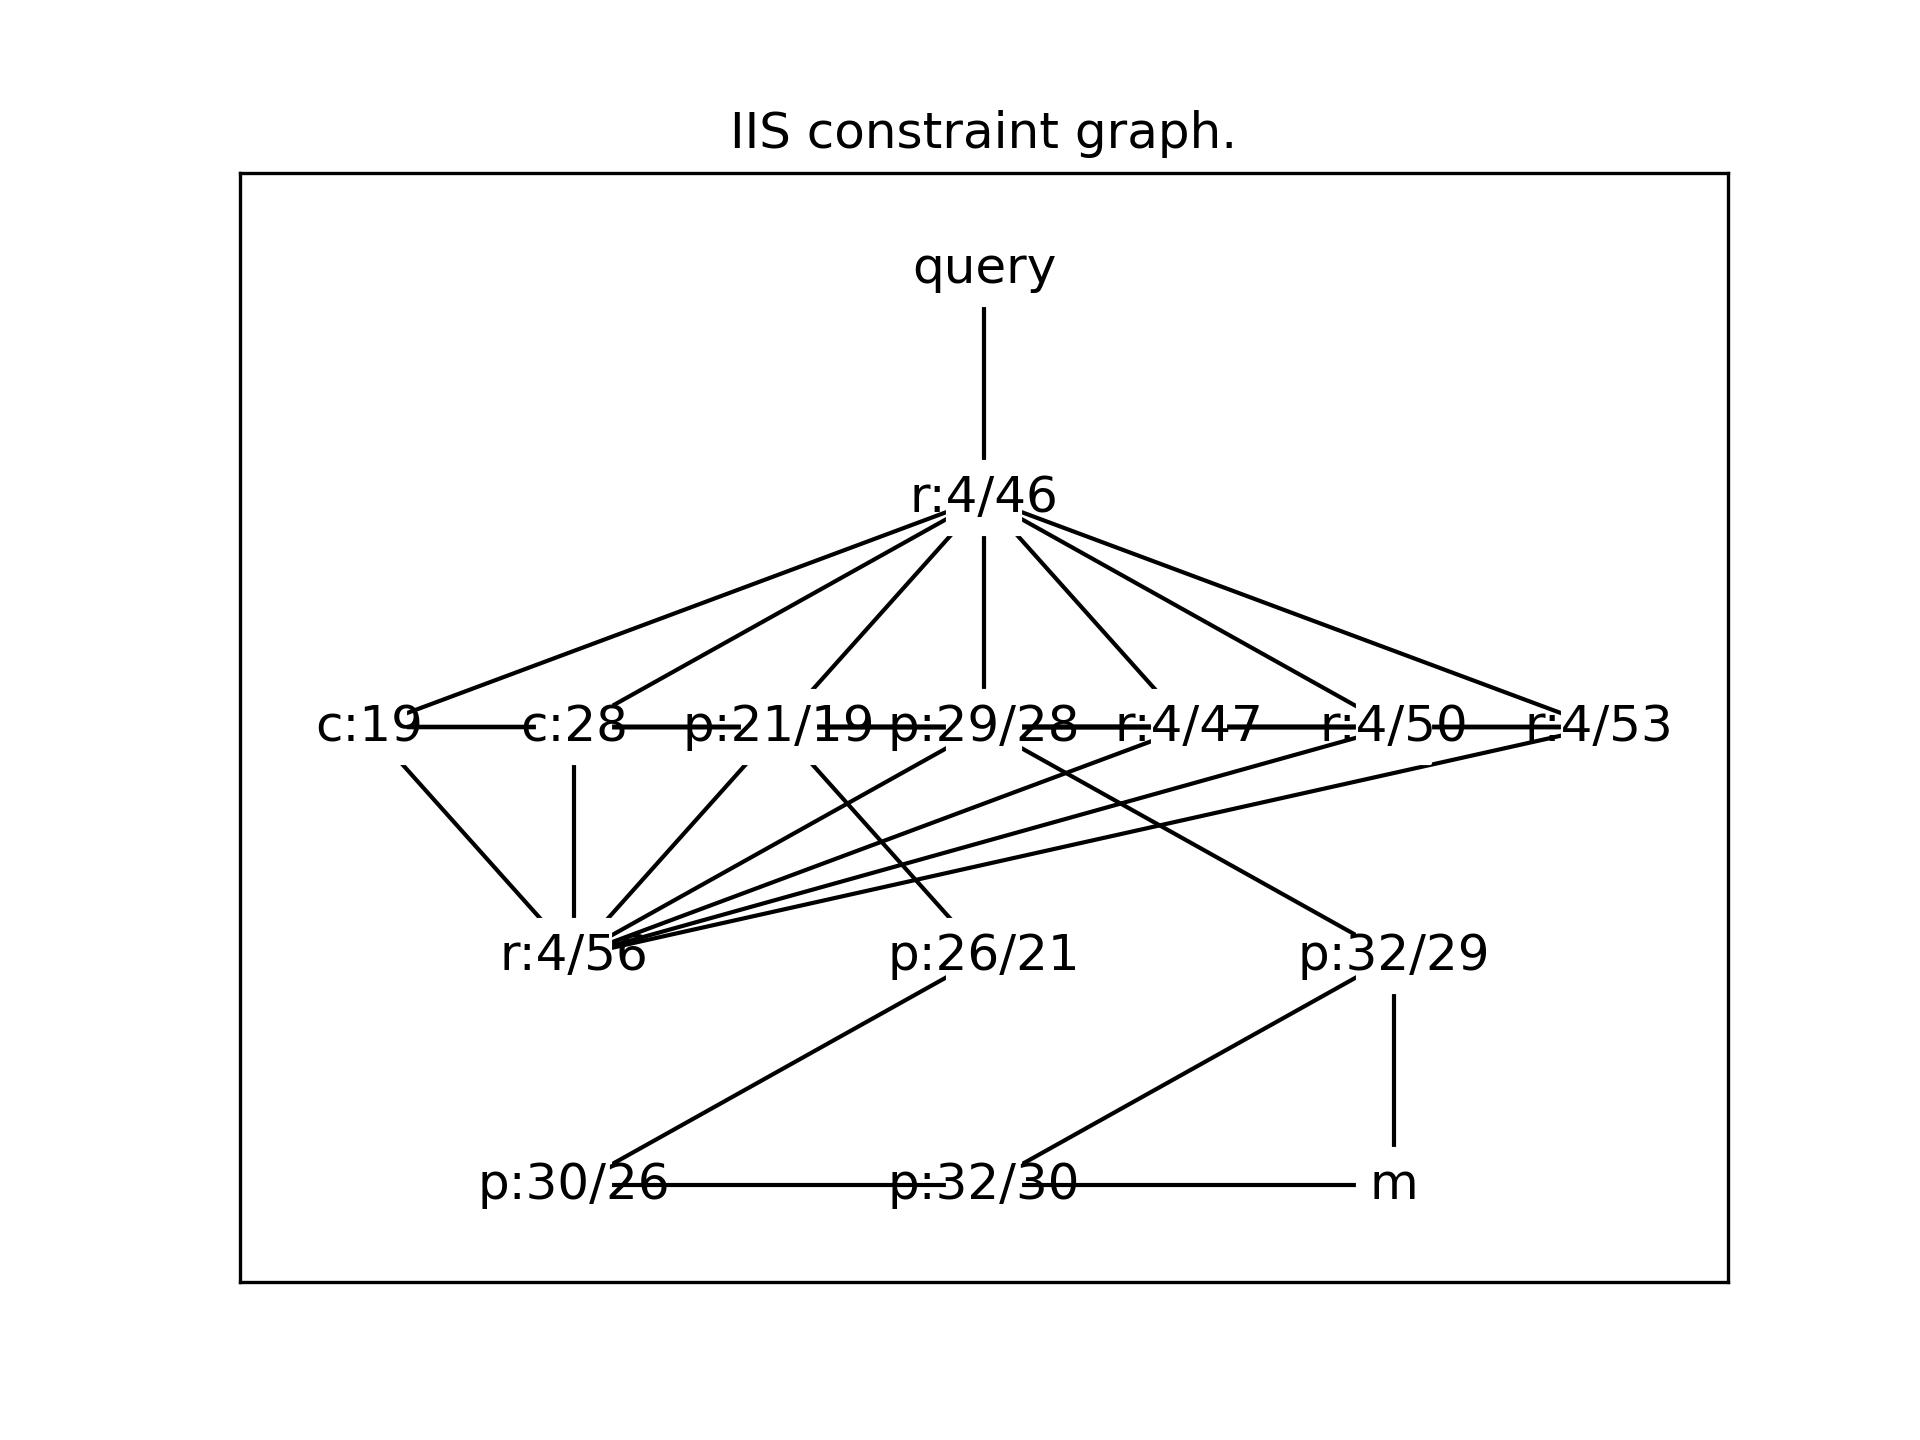 IIS constraint graph.
query
r:4/46
c:19 c:28 p:21/19 p:29/28 r:4/47 r:4/50 r:4/53
r:4/56 p:26/21 p:32/29
p:30/26 p:32/30 m